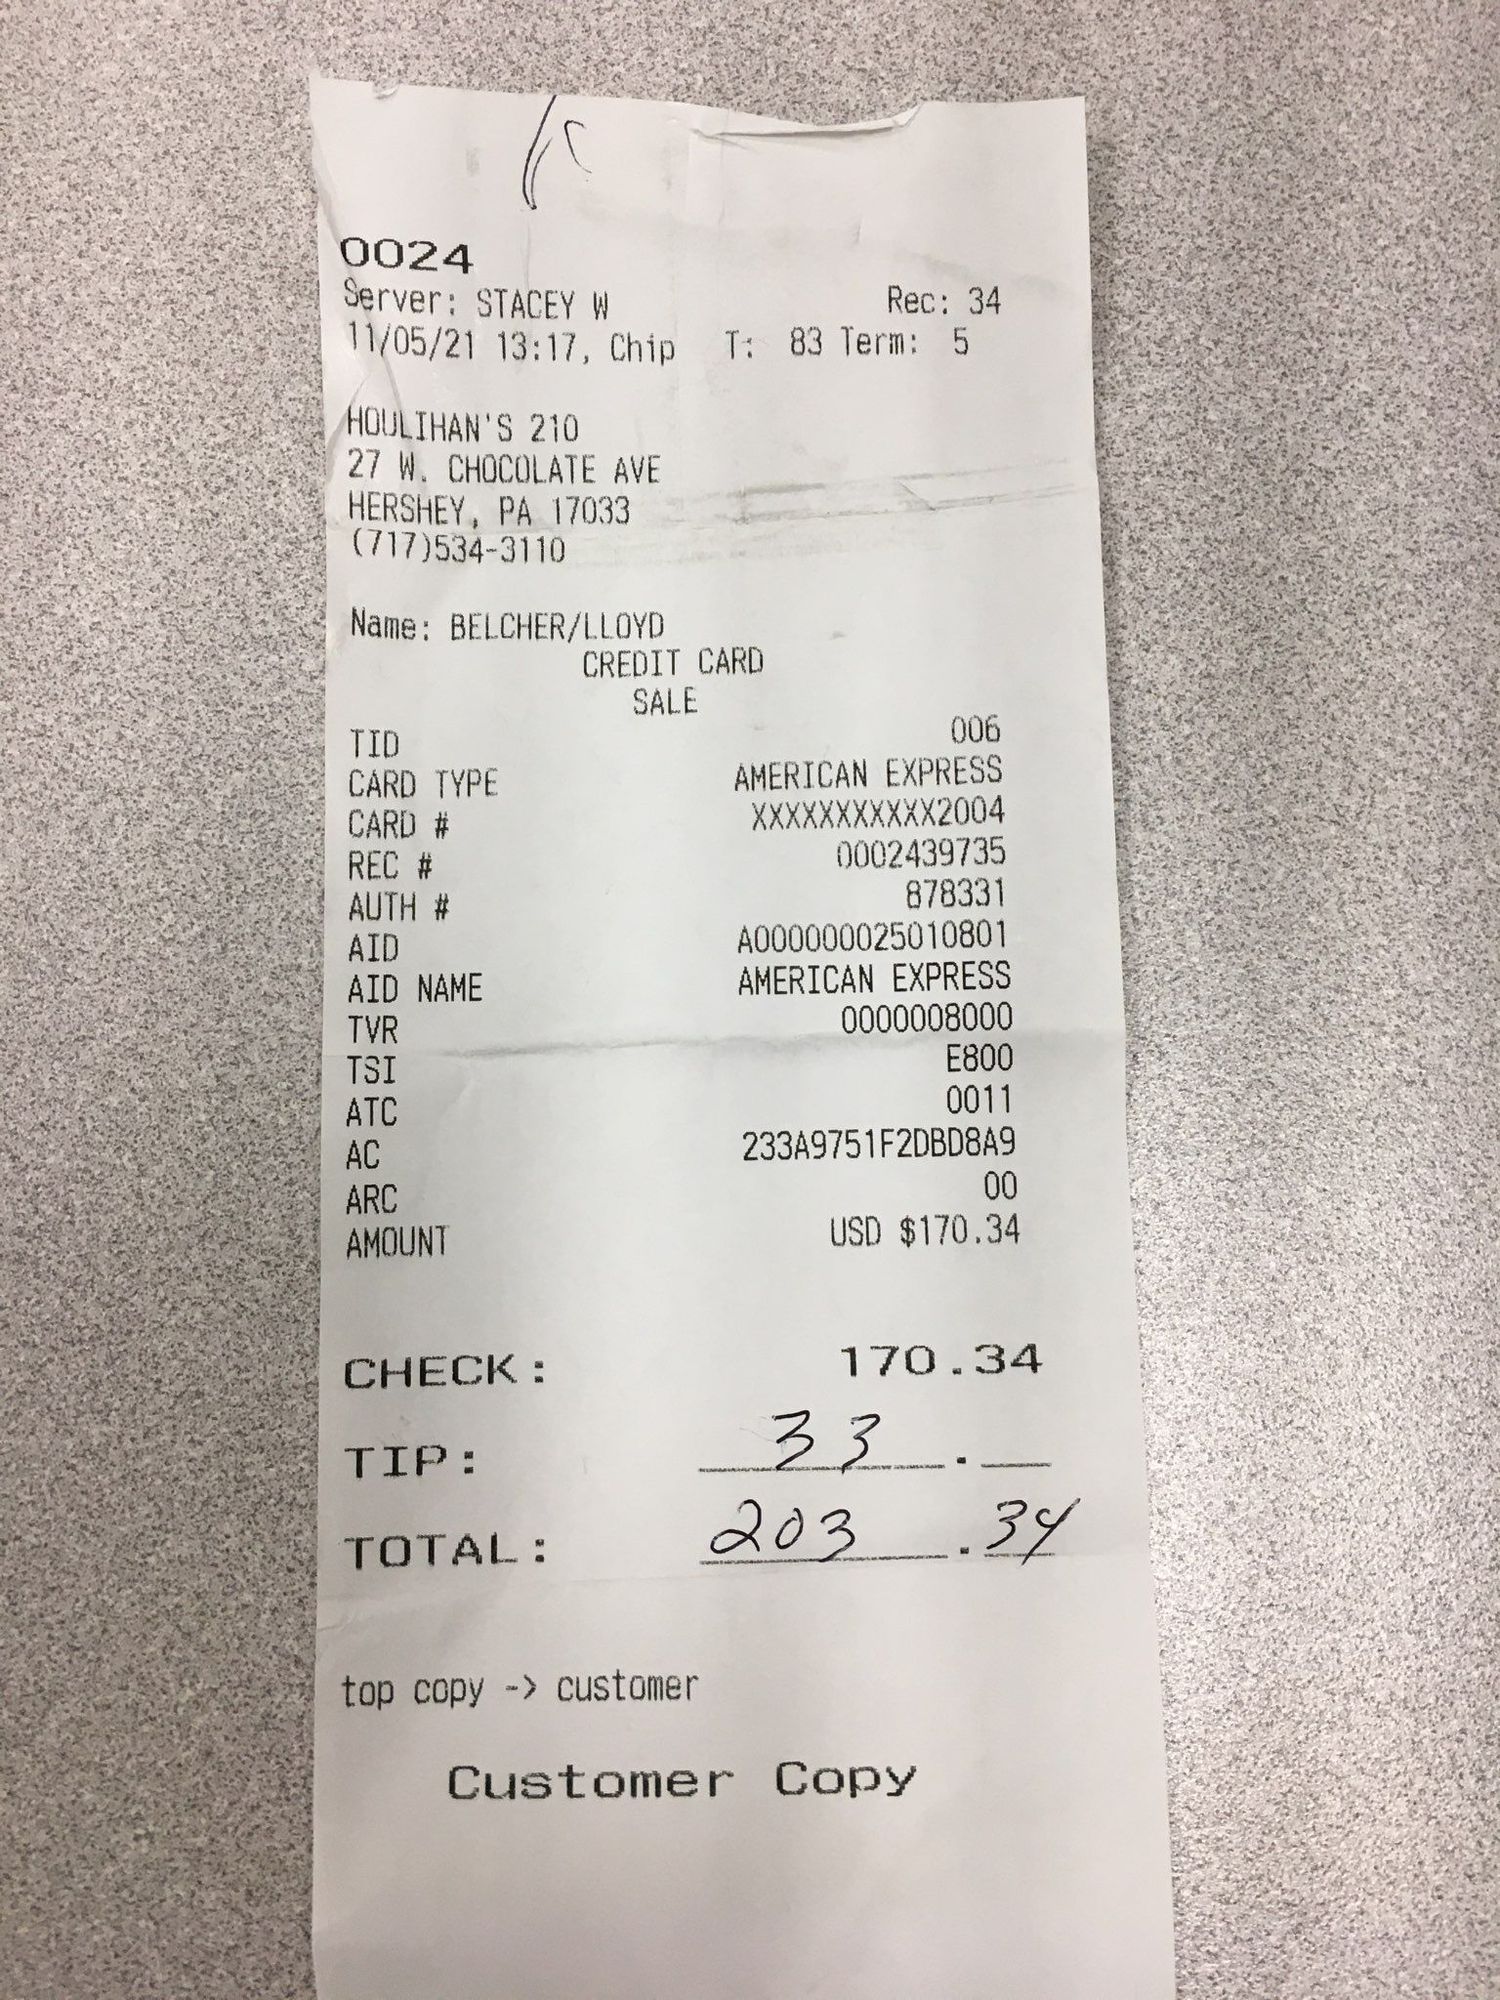 0024
Server: STACEY W Rec: 34
11/05/21 13:17, Chip T: 83 Term: 5
HOULIHAN'S 210
27 W. CHOCOLATE AVE
HERSHEY, PA 17033
(717)534-3110
Name: BELCHER/LLOYD
CREDIT CARD
SALE
TID 006
CARD TYPE AMERICAN EXPRESS
CARD # XXXXXXXXXXX2004
REC # 0002439735
AUTH # 878331
AID A000000025010801
AID NAME AMERICAN EXPRESS
TVR 0000008000
TSI E800
ATC 0011
AC 233A9751F2DBD8A9
ARC 00
AMOUNT USD $170.34
CHECK: 170.34
TIP: 33.
TOTAL: 203.34
top copy -> customer
Customer Copy